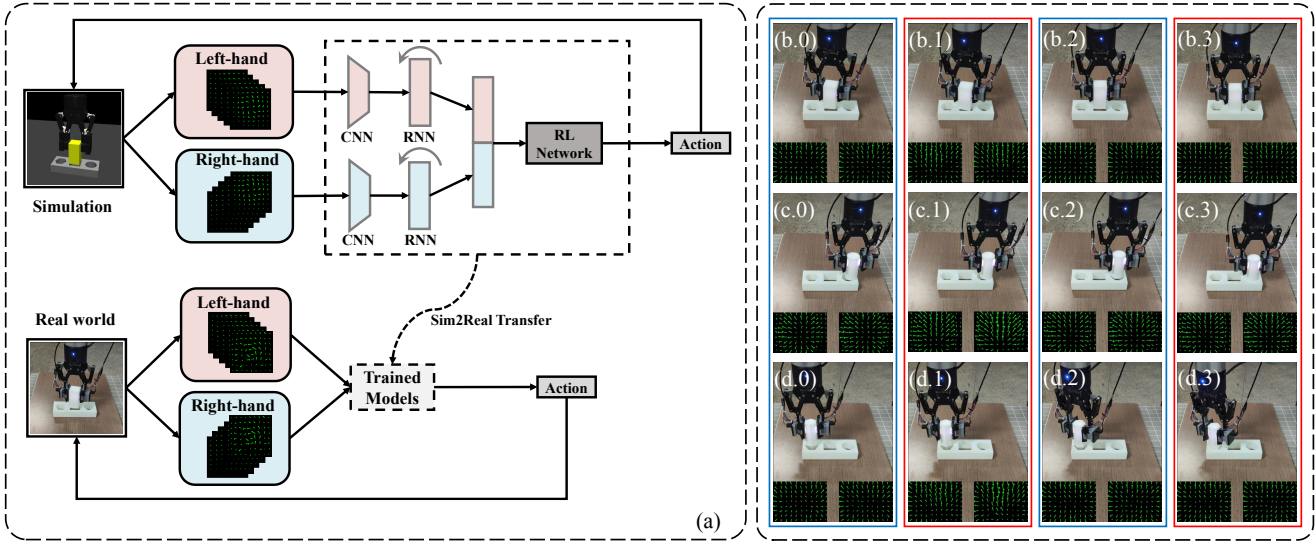 Left-hand
CNN
RNN
Right-hand
CNN
RNN
RL
Network
Action
Simulation
Real world
Left-hand
Right-hand
Sim2Real Transfer
Trained
Models
Action
(a)
(b.0)
(b.1)
(b.2)
(b.3)
(c.0)
(c.1)
(c.2)
(c.3)
(d.0)
(d.1)
(d.2)
(d.3)